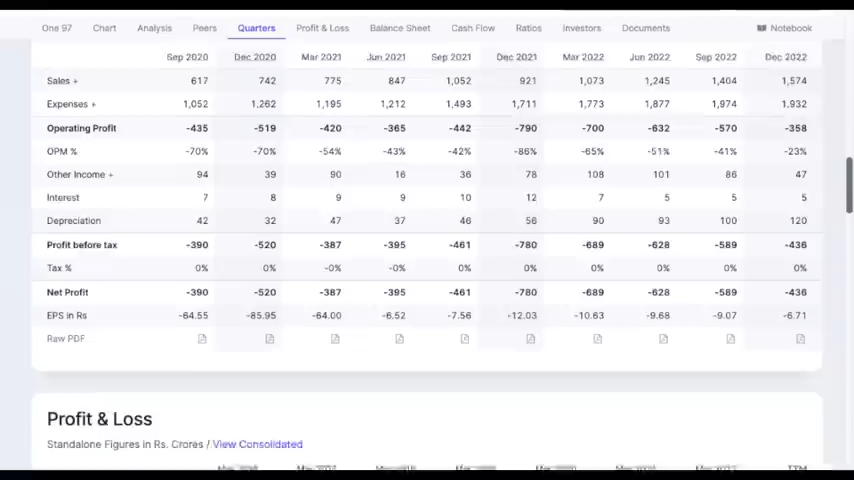 One 97 Chart Analysis Peers Quarters Profit & Loss Balance Sheet Cash Flow Ratios Investors Documents Notebook
Sep 2020 Dec 2020 Mar 2021 Jun 2021 Sep 2021 Dec 2021 Mar 2022 Jun 2022 Sep 2022 Dec 2022
Sales + 617 742 775 847 1,052 921 1,073 1,245 1,404 1,574
Expenses + 1,052 1,262 1,195 1,212 1,493 1,711 1,773 1,877 1,974 1,932
Operating Profit -435 -519 -420 -365 -442 -790 -700 -632 -570 -358
OPM % -70% -70% -54% -43% -42% -86% -65% -51% -41% -23%
Other Income + 94 39 90 16 36 78 108 101 86 47
Interest 7 8 9 9 10 12 7 5 5 5
Depreciation 42 32 47 37 46 56 90 93 100 120
Profit before tax -390 -520 -387 -395 -461 -780 -689 -628 -589 -436
Tax % 0% 0% -0% -0% 0% 0% 0% 0% 0% 0%
Net Profit -390 -520 -387 -395 -461 -780 -689 -628 -589 -436
EPS in Rs -64.55 -85.95 -64.00 -6.52 -7.56 -12.03 -10.63 -9.68 -9.07 -6.71
Raw PDF
Profit & Loss
Standalone Figures in Rs. Crores / View Consolidated